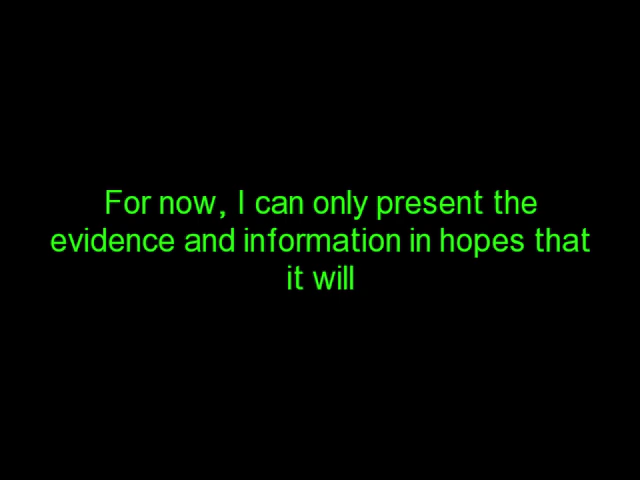 For now, I can only present the
evidence and information in hopes that
it will